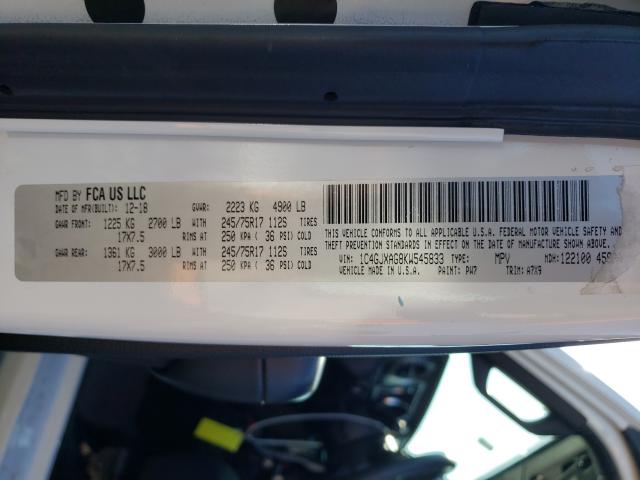 MFD BY FCA US LLC
DATE OF MFR(BUILT): 12-18 GVWR: 2223 KG 4900 LB
GAWR FRONT: 1225 KG 2700 LB WITH 245/75R17 112S TIRES
17X7.5 RIMS AT 250 KPA ( 36 PSI) COLD
GAWR REAR: 1361 KG 3000 LB WITH 245/75R17 112S TIRES
17X7.5 RIMS AT 250 KPA ( 36 PSI) COLD
THIS VEHICLE CONFORMS TO ALL APPLICABLE U.S.A. FEDERAL MOTOR VEHICLE SAFETY AND
THEFT PREVENTION STANDARDS IN EFFECT ON THE DATE OF MANUFACTURE SHOWN ABOVE.
VIN: 1C4GJXAG8KW545833 TYPE: MPV MDH: 122100 459
PAINT: PW7 TRIM: A7X9